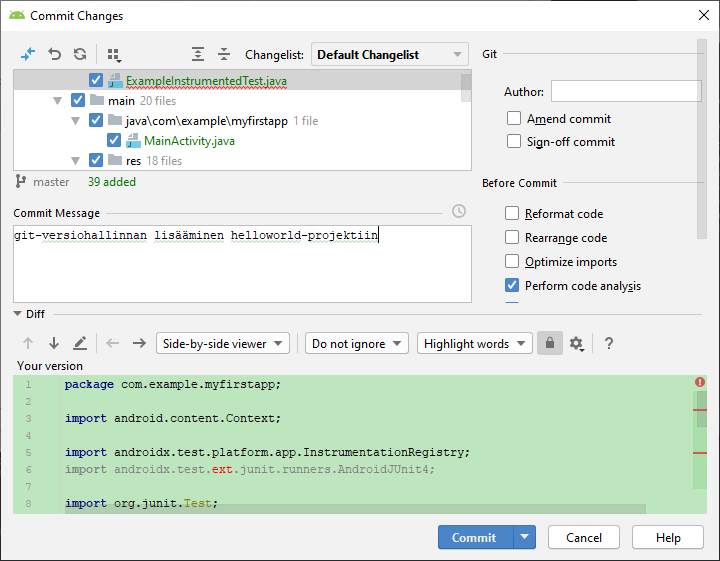 Commit Changes
Changelist: Default Changelist
Git
ExampleInstrumentedTest.java
main 20 files
java\com\example\myfirstapp 1 file
MainActivity.java
res 18 files
master 39 added
Author:
Amend commit
Sign-off commit
Before Commit
Reformat code
Rearrange code
Optimize imports
Perform code analysis
Commit Message
git-versiohallinnan lisääminen helloworld-projektiin
Diff
Side-by-side viewer Do not ignore Highlight words ?
Your version
1 package com.example.myfirstapp;
2
3 import android.content.Context;
4
5 import androidx.test.platform.app.InstrumentationRegistry;
6 import androidx.test.ext.junit.runners.AndroidJUnit4;
7
8 import org.junit.Test;
Commit Cancel Help